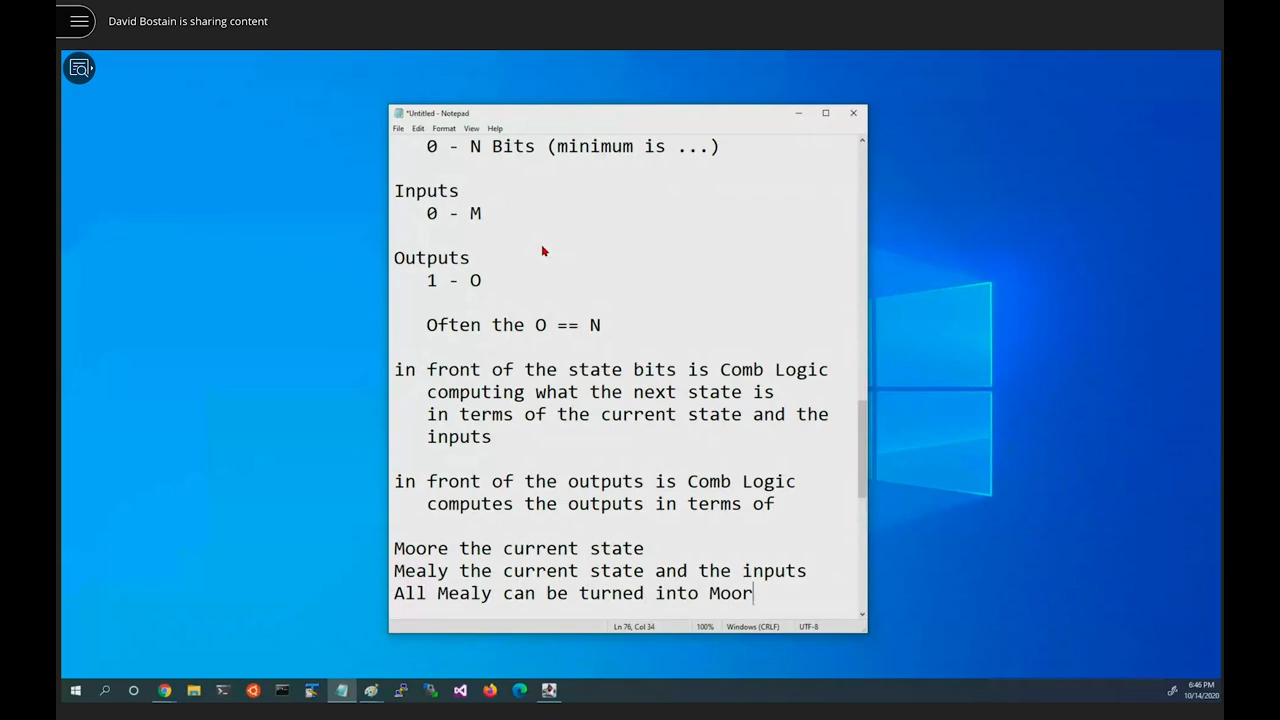 David Bostain is sharing content
*Untitled - Notepad
File Edit Format View Help
0 - N Bits (minimum is ...)
Inputs
0 - M
Outputs
1 - O
Often the O == N
in front of the state bits is Comb Logic
computing what the next state is
in terms of the current state and the
inputs
in front of the outputs is Comb Logic
computes the outputs in terms of
Moore the current state
Mealy the current state and the inputs
All Mealy can be turned into Moor
Ln 76, Col 34 100% Windows (CRLF) UTF-8
6:46 PM
10/14/2020